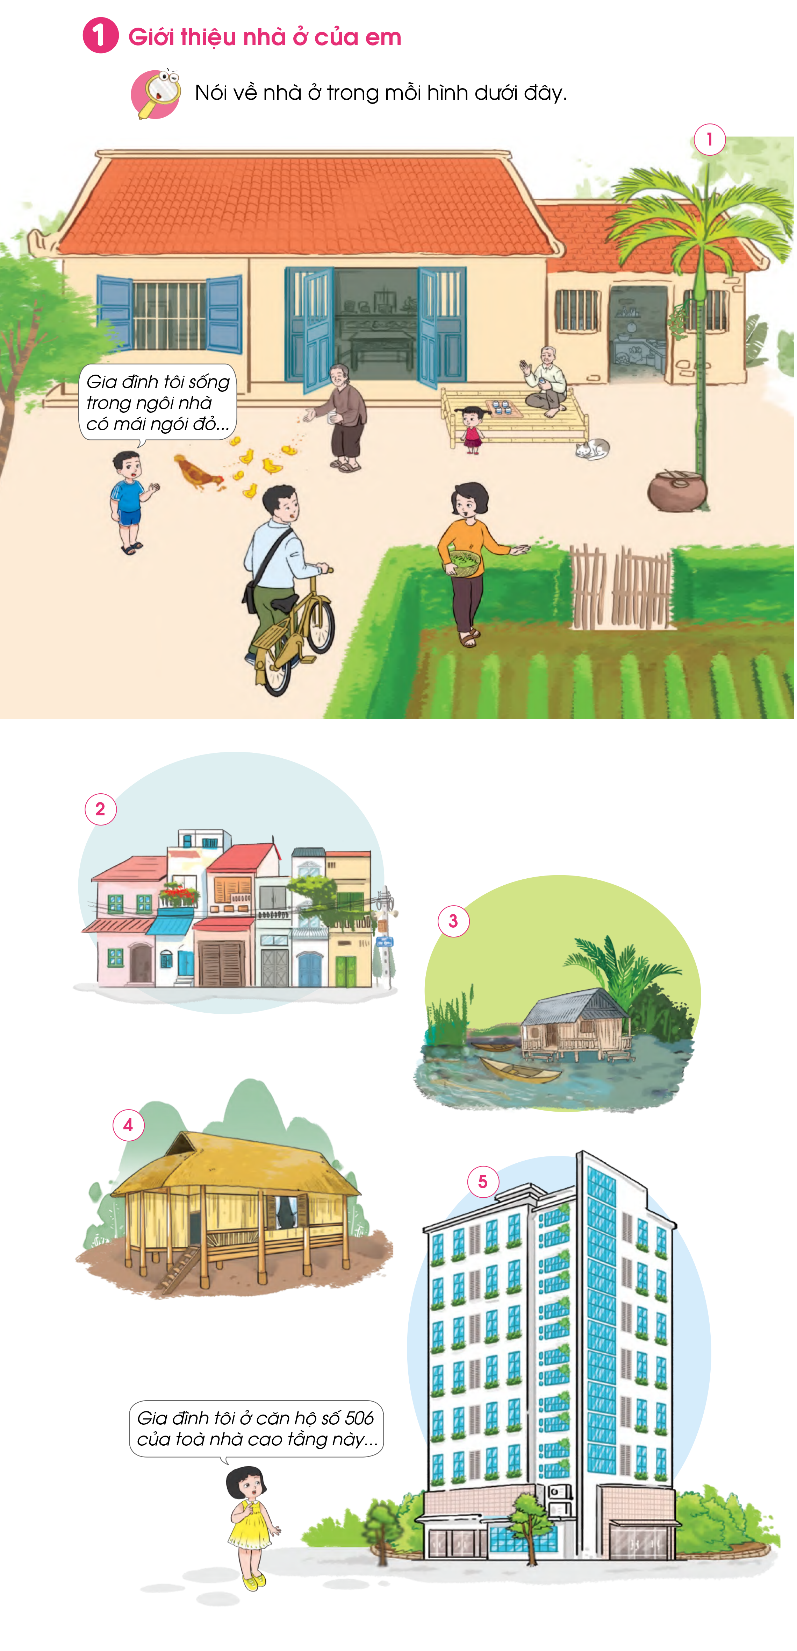 1 Giới thiệu nhà ở của em
Nói về nhà ở trong mỗi hình dưới đây.
1
Gia đình tôi sống
trong ngôi nhà
có mái ngói đỏ...
2
3
4
5
Gia đình tôi ở căn hộ số 506
của toà nhà cao tầng này...